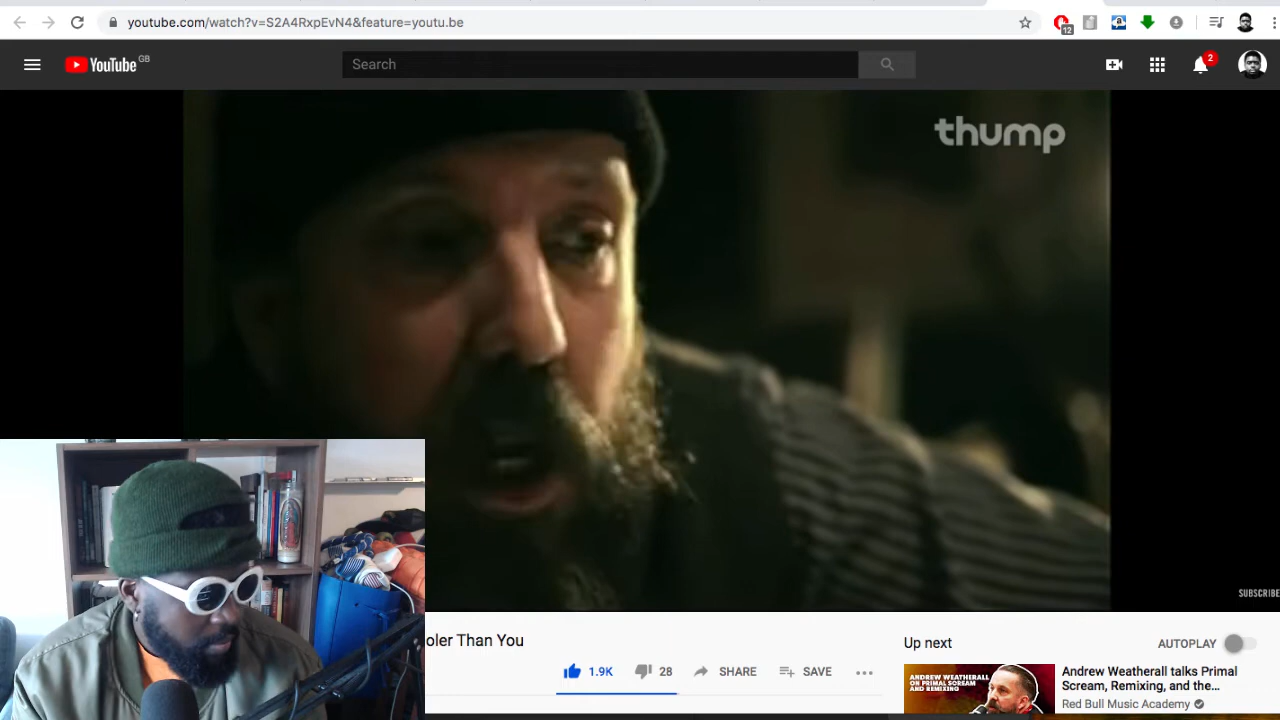 youtube.com/watch?v=S2A4RxpEvN4&feature=youtu.be
12
YouTube GB
Search
2
thump
SUBSCRIBE
oler Than You
1.9K
28
SHARE
SAVE
Up next
AUTOPLAY
ANDREW WEATHERALL
ON PRIMAL SCREAM
AND REMIXING
Andrew Weatherall talks Primal
Scream, Remixing, and the...
Red Bull Music Academy